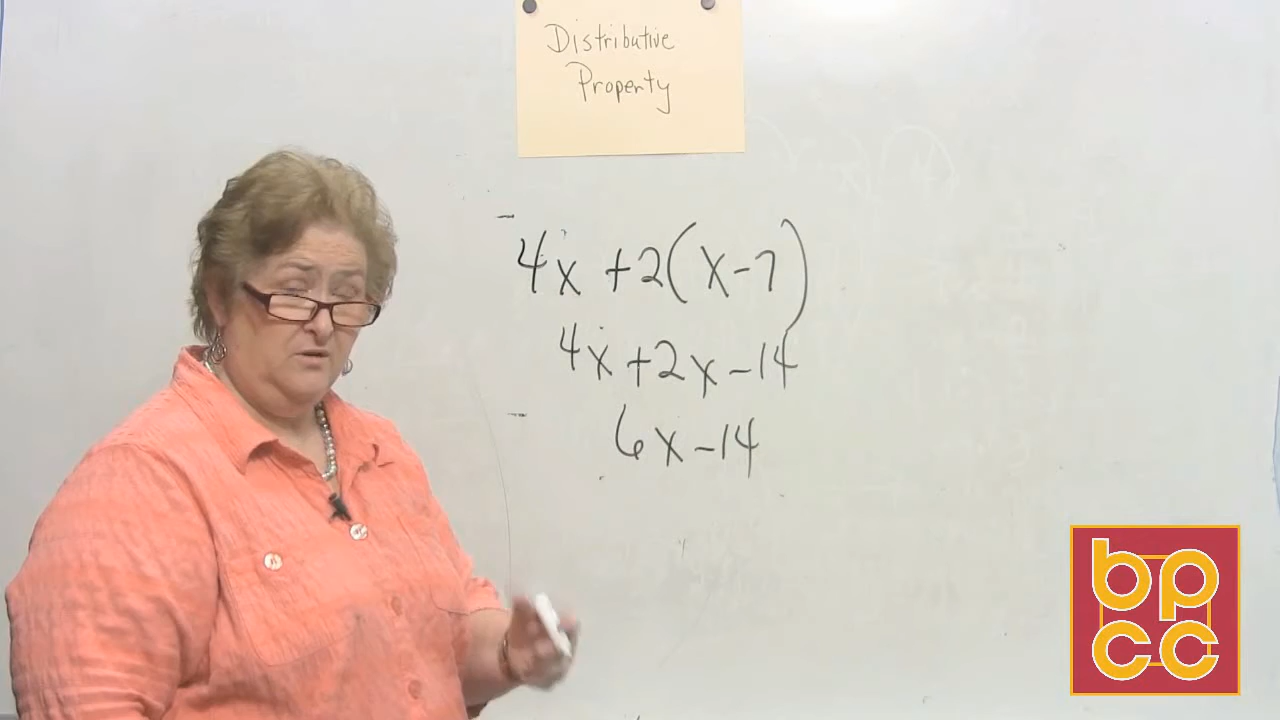 Distributive
Property
4x +2(x-7)
4x+2x-14
6x-14
bp
cc